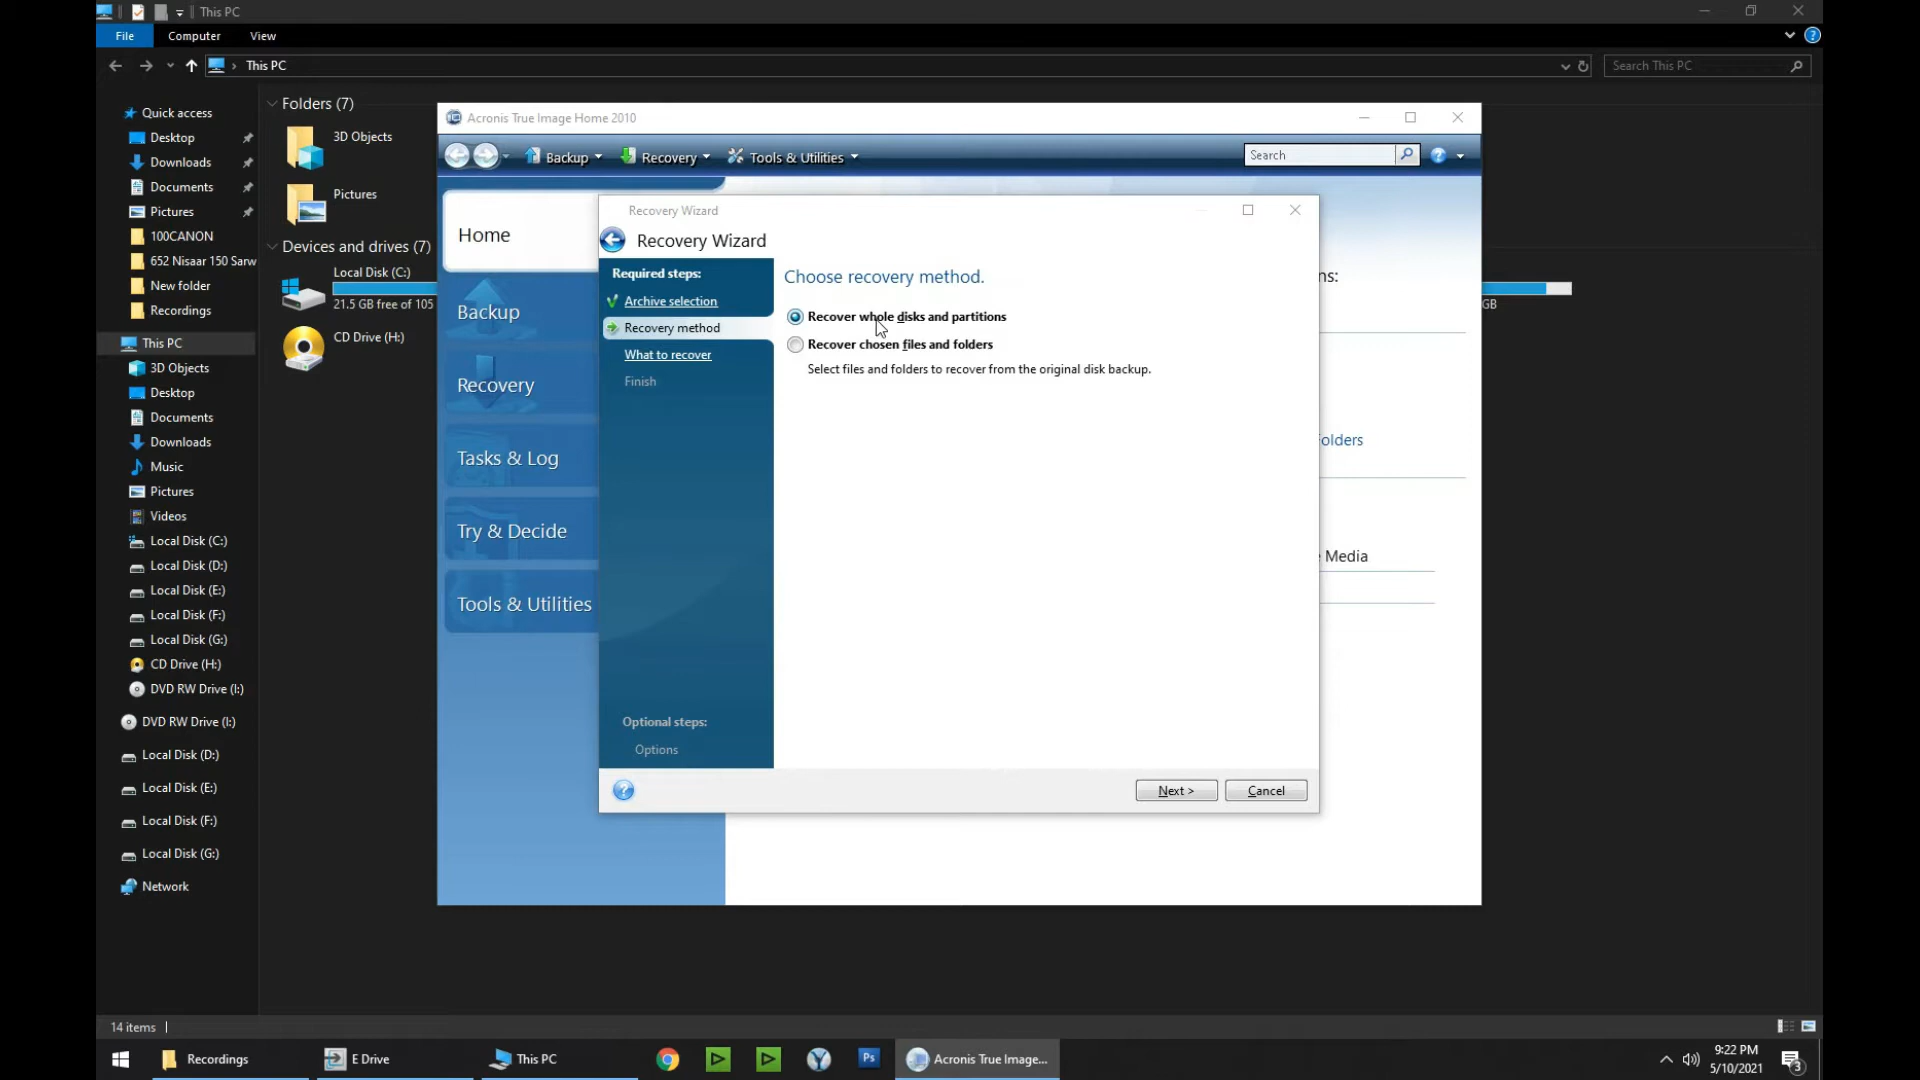 This PC
File
Computer
View
This PC
Search This PC
Quick access
Desktop
Downloads
Documents
Pictures
100CANON
652 Nisaar 150 Sarw
New folder
Recordings
This PC
3D Objects
Desktop
Documents
Downloads
Music
Pictures
Videos
Local Disk (C:)
Local Disk (D:)
Local Disk (E:)
Local Disk (F:)
Local Disk (G:)
CD Drive (H:)
DVD RW Drive (I:)
DVD RW Drive (I:)
Local Disk (D:)
Local Disk (E:)
Local Disk (F:)
Local Disk (G:)
Network
14 items
Folders (7)
3D Objects
Pictures
Devices and drives (7)
Local Disk (C:)
21.5 GB free of 105
CD Drive (H:)
Acronis True Image Home 2010
Backup
Recovery
Tools & Utilities
Search
Home
Backup
Recovery
Tasks & Log
Try & Decide
Tools & Utilities
Recovery Wizard
Recovery Wizard
Required steps:
Archive selection
Recovery method
What to recover
Finish
Optional steps:
Options
Choose recovery method.
Recover whole disks and partitions
Recover chosen files and folders
Select files and folders to recover from the original disk backup.
Next >
Cancel
ns:
olders
Media
GB
Recordings
E Drive
This PC
Ps
Acronis True Image...
9:22 PM
5/10/2021
3